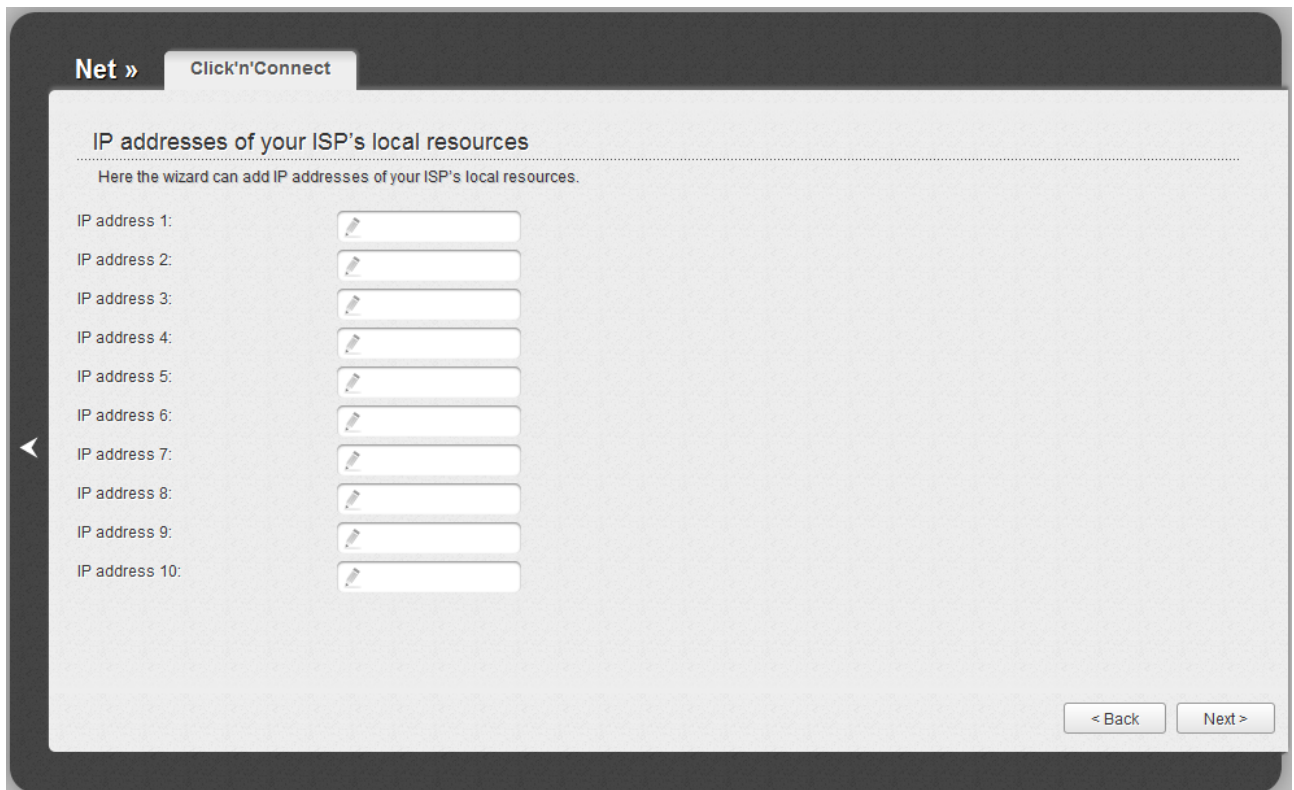 Net »
Click'n'Connect
IP addresses of your ISP's local resources
Here the wizard can add IP addresses of your ISP's local resources.
IP address 1:
IP address 2:
IP address 3:
IP address 4:
IP address 5:
IP address 6:
IP address 7:
IP address 8:
IP address 9:
IP address 10:
< Back Next >